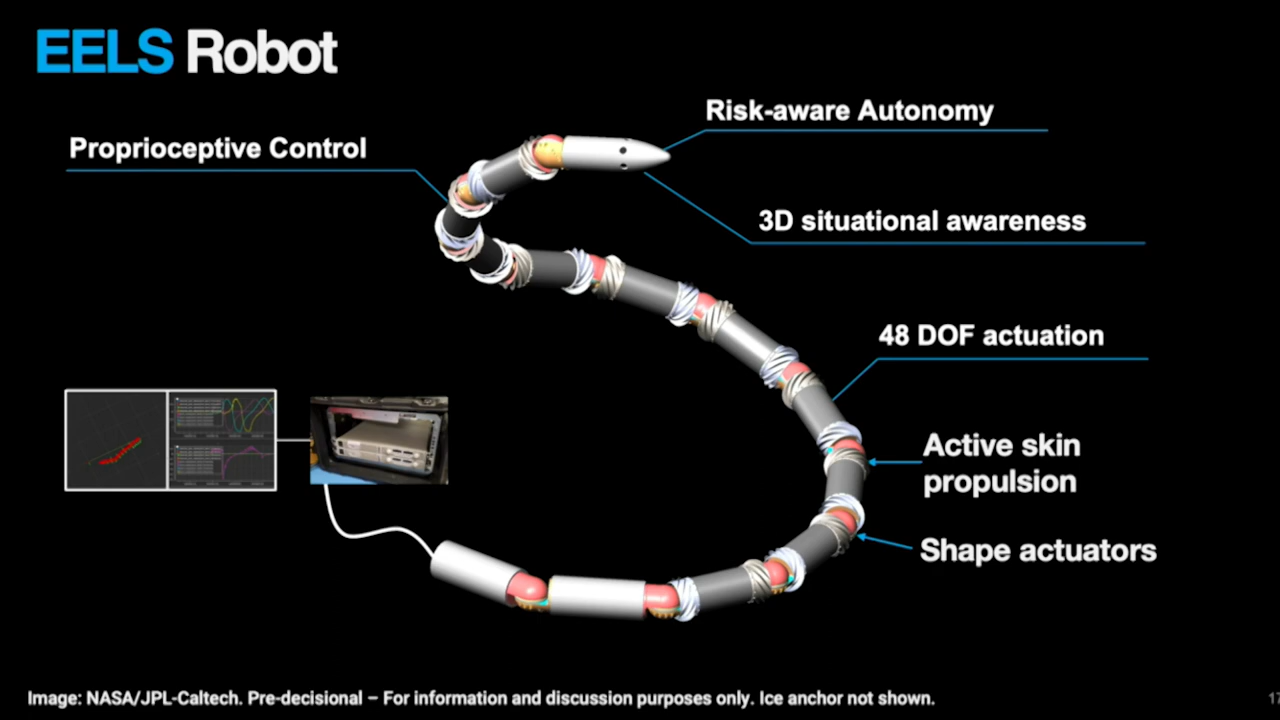 EELS Robot
Risk-aware Autonomy
Proprioceptive Control
3D situational awareness
48 DOF actuation
Active skin
propulsion
Shape actuators
Image: NASA/JPL-Caltech. Pre-decisional – For information and discussion purposes only. Ice anchor not shown.